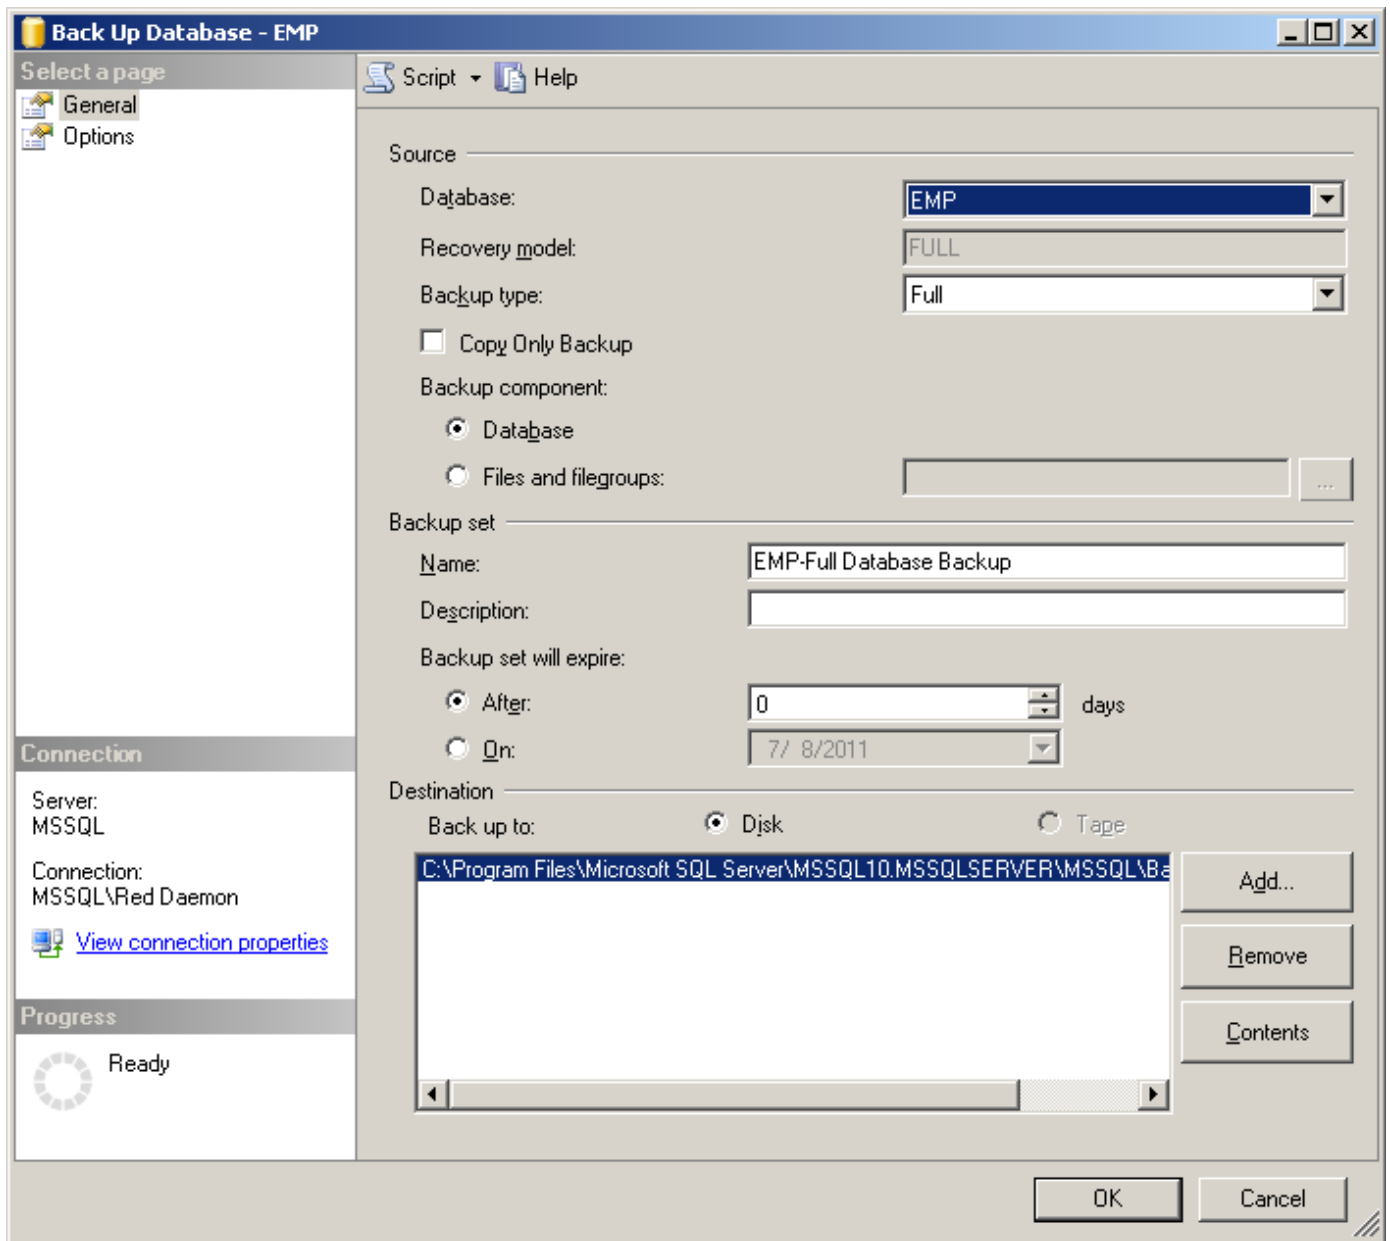 Back Up Database - EMP
Select a page
General
Options
Script
Help
Source
Database:
EMP
Recovery model:
FULL
Backup type:
Full
Copy Only Backup
Backup component:
Database
Files and filegroups:
...
Backup set
Name:
EMP-Full Database Backup
Description:
Backup set will expire:
After:
0
days
On:
7/ 8/2011
Destination
Back up to:
Disk
Tape
C:\Program Files\Microsoft SQL Server\MSSQL10.MSSQLSERVER\MSSQL\Ba
Add...
Remove
Contents
Connection
Server:
MSSQL
Connection:
MSSQL\Red Daemon
View connection properties
Progress
Ready
OK
Cancel